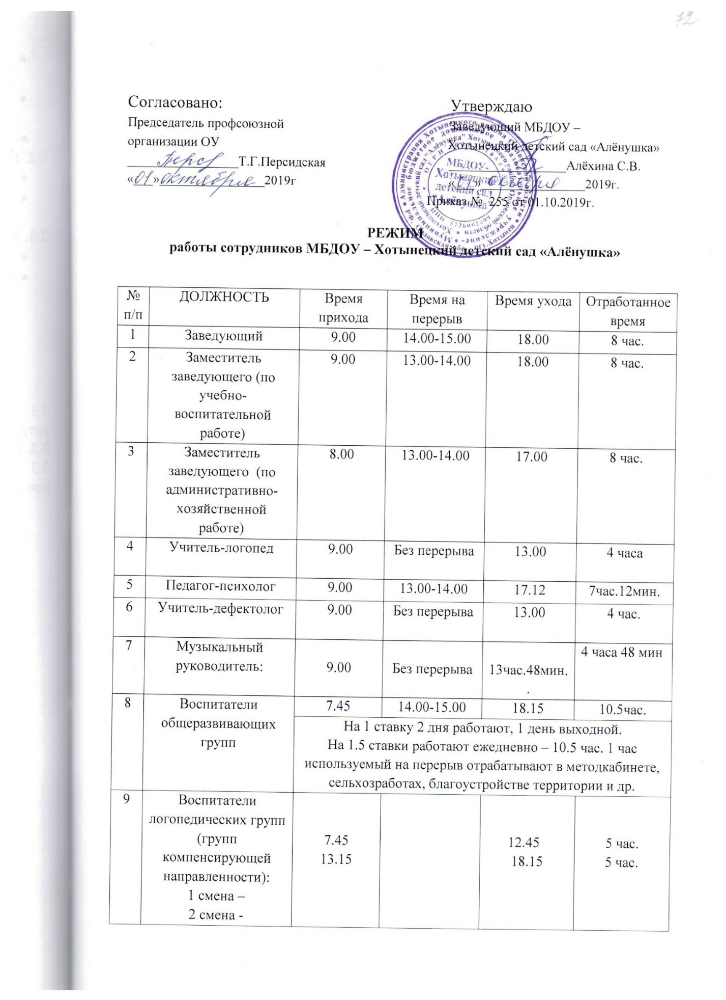 72
Согласовано:
Председатель профсоюзной
организации ОУ
Перс Т.Г.Персидская
«01» октября 2019г
Утверждаю
Заведующий МБДОУ –
Хотынецкий детский сад «Алёнушка»
Алёхина С.В.
«01» октября 2019г.
Приказ № 255 от 01.10.2019г.
МБДОУ-
Хотынецкий
детский сад
"Алёнушка"
РЕЖИМ
работы сотрудников МБДОУ – Хотынецкий детский сад «Алёнушка»
№ п/п ДОЛЖНОСТЬ Время прихода Время на перерыв Время ухода Отработанное время
1 Заведующий 9.00 14.00-15.00 18.00 8 час.
2 Заместитель 9.00 13.00-14.00 18.00 8 час.
заведующего (по
учебно-
воспитательной
работе)
3 Заместитель 8.00 13.00-14.00 17.00 8 час.
заведующего (по
административно-
хозяйственной
работе)
4 Учитель-логопед 9.00 Без перерыва 13.00 4 часа
5 Педагог-психолог 9.00 13.00-14.00 17.12 7час.12мин.
6 Учитель-дефектолог 9.00 Без перерыва 13.00 4 час.
7 Музыкальный 4 часа 48 мин
руководитель: 9.00 Без перерыва 13час.48мин.
.
8 Воспитатели 7.45 14.00-15.00 18.15 10.5час.
общеразвивающих
групп
На 1 ставку 2 дня работают, 1 день выходной.
На 1.5 ставки работают ежедневно – 10.5 час. 1 час
используемый на перерыв отрабатывают в методкабинете,
сельхозработах, благоустройстве территории и др.
9 Воспитатели
логопедических групп
(групп 7.45 12.45 5 час.
компенсирующей 13.15 18.15 5 час.
направленности):
1 смена –
2 смена -